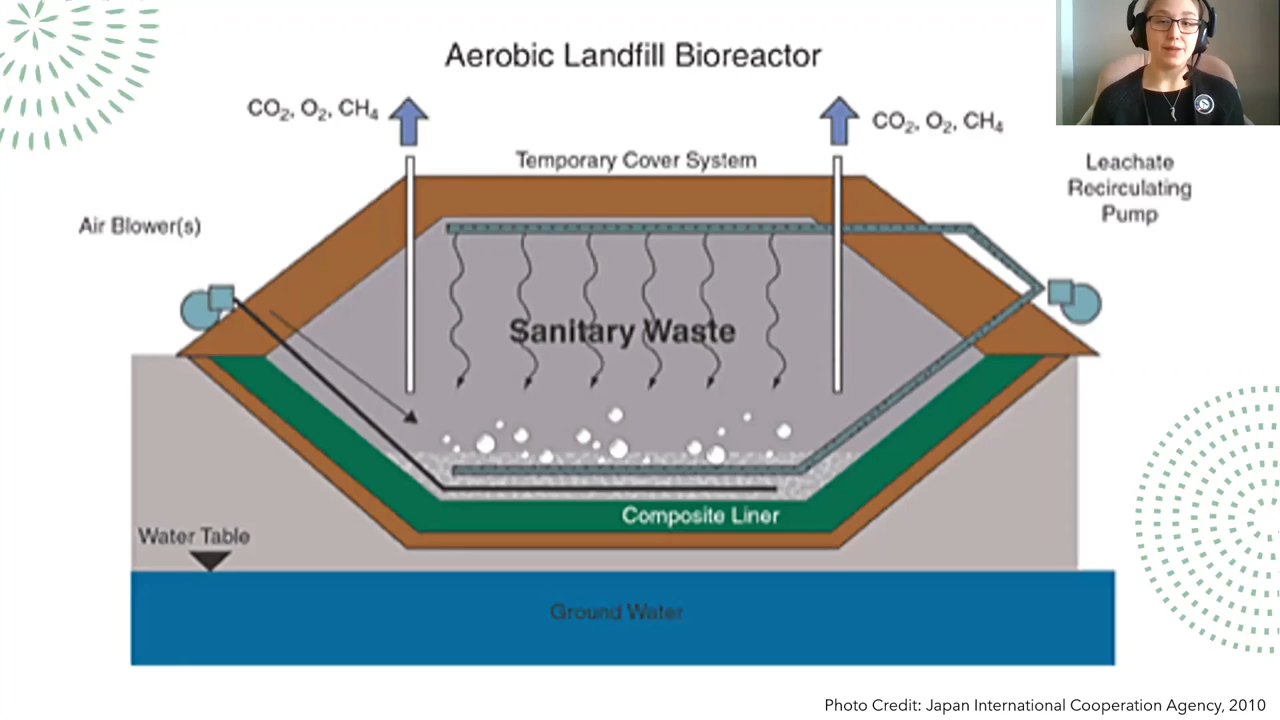 Aerobic Landfill Bioreactor
CO₂, O₂, CH₄
CO₂, O₂, CH₄
Temporary Cover System
Leachate
Recirculating
Pump
Air Blower(s)
Sanitary Waste
Composite Liner
Water Table
Ground Water
Photo Credit: Japan International Cooperation Agency, 2010